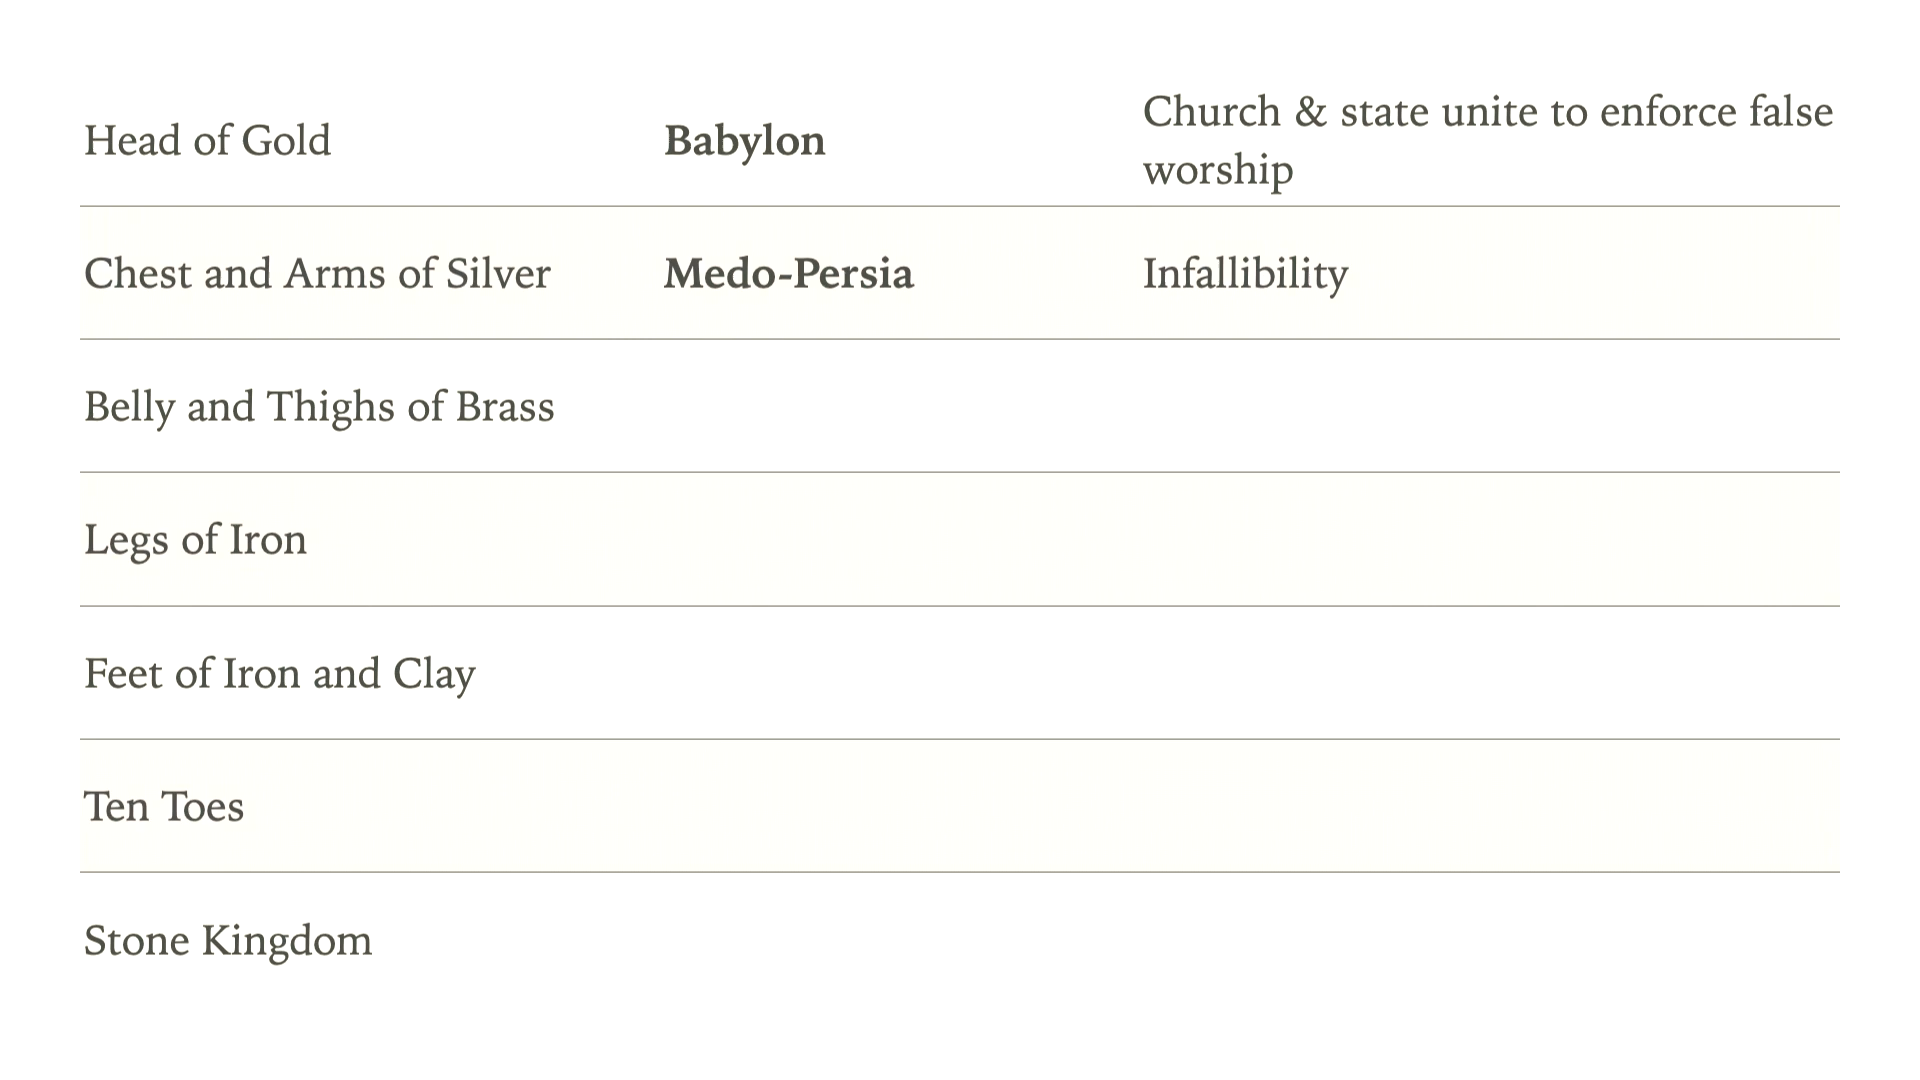 Head of Gold
Babylon
Church & state unite to enforce false
worship
Chest and Arms of Silver
Medo-Persia
Infallibility
Belly and Thighs of Brass
Legs of Iron
Feet of Iron and Clay
Ten Toes
Stone Kingdom